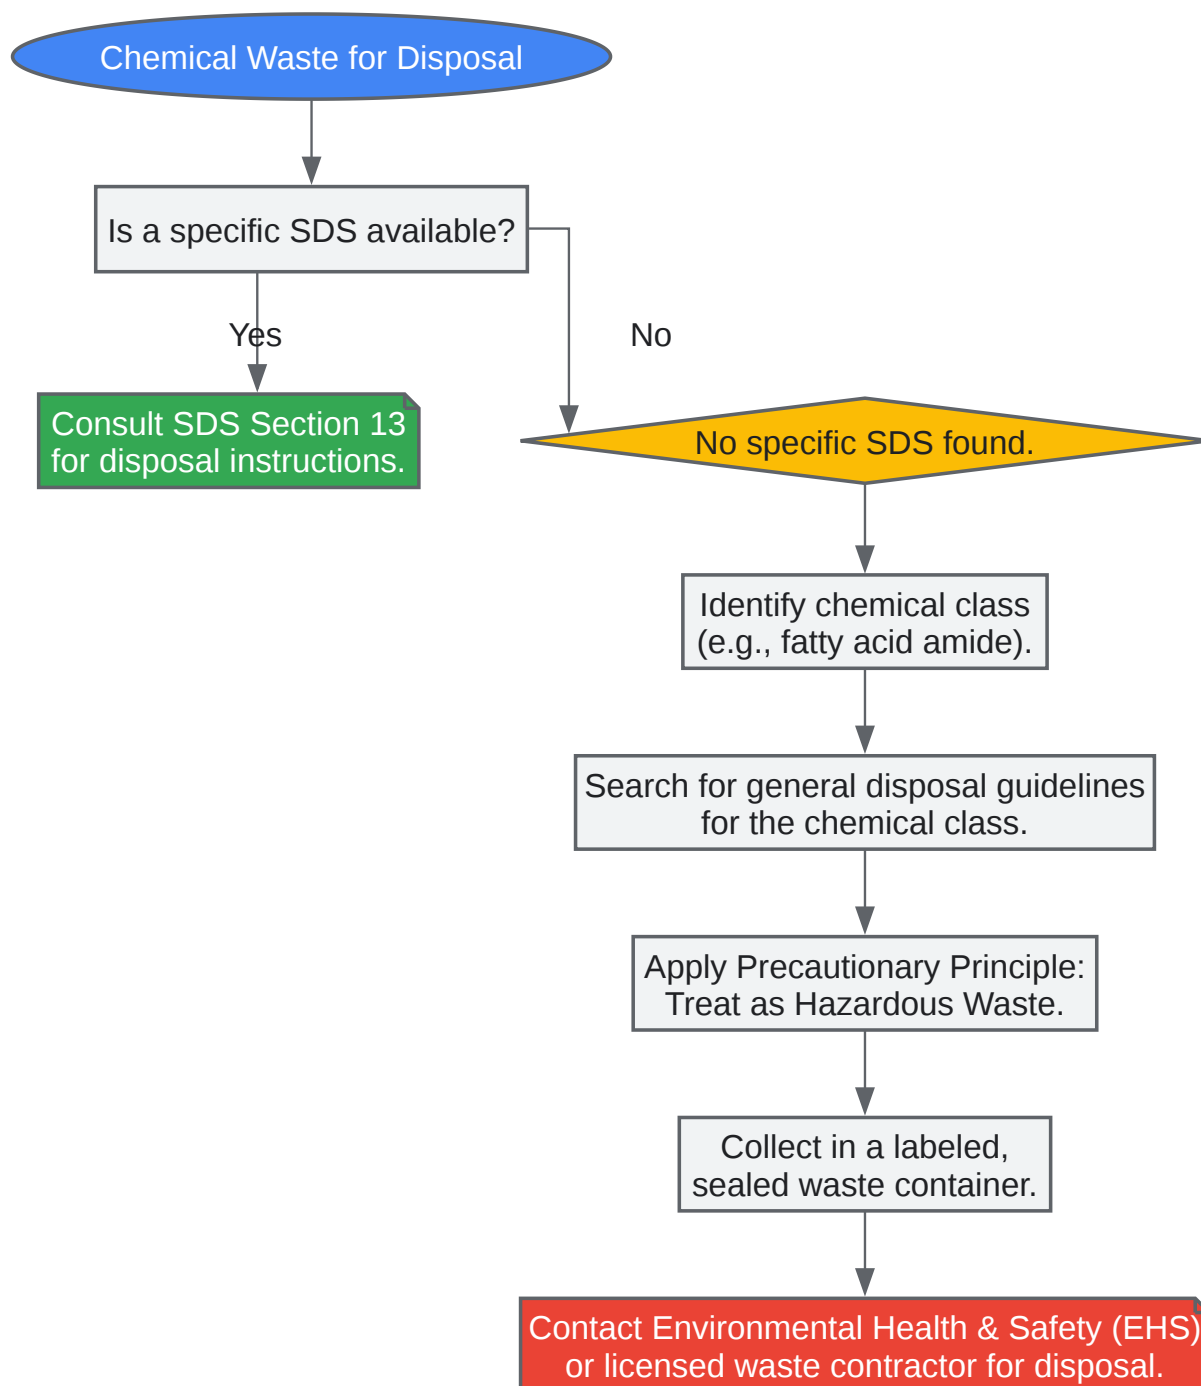 Chemical Waste for Disposal
Is a specific SDS available?
Yes
No
Consult SDS Section 13
for disposal instructions.
No specific SDS found.
Identify chemical class
(e.g., fatty acid amide).
Search for general disposal guidelines
for the chemical class.
Apply Precautionary Principle:
Treat as Hazardous Waste.
Collect in a labeled,
sealed waste container.
Contact Environmental Health & Safety (EHS)
or licensed waste contractor for disposal.